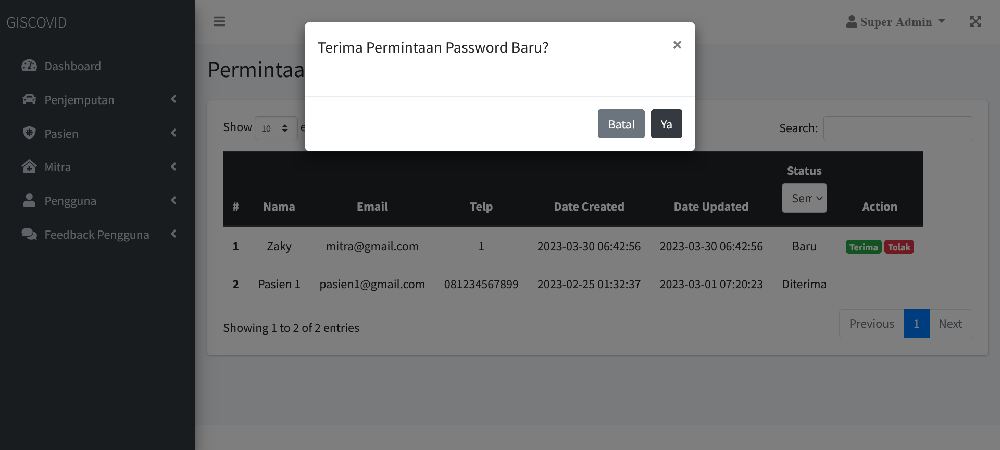 GISCOVID
Super Admin
Dashboard
Penjemputan
Pasien
Mitra
Pengguna
Feedback Pengguna
Terima Permintaan Password Baru?
×
Batal Ya
Permintaa
Show 10 e
Search:
# Nama Email Telp Date Created Date Updated Status Action
Sem
1 Zaky mitra@gmail.com 1 2023-03-30 06:42:56 2023-03-30 06:42:56 Baru Terima Tolak
2 Pasien 1 pasien1@gmail.com 081234567899 2023-02-25 01:32:37 2023-03-01 07:20:23 Diterima
Showing 1 to 2 of 2 entries
Previous 1 Next